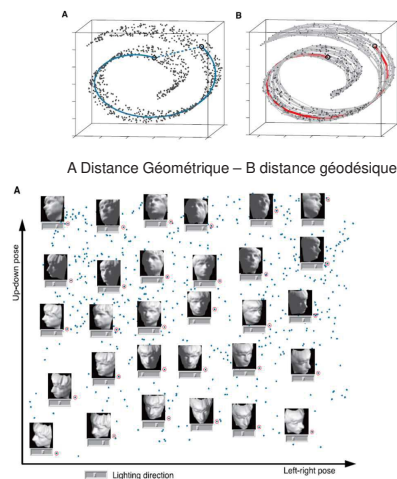 A
B
A Distance Géométrique – B distance géodésique
A
Up-down pose
Lighting direction
Left-right pose